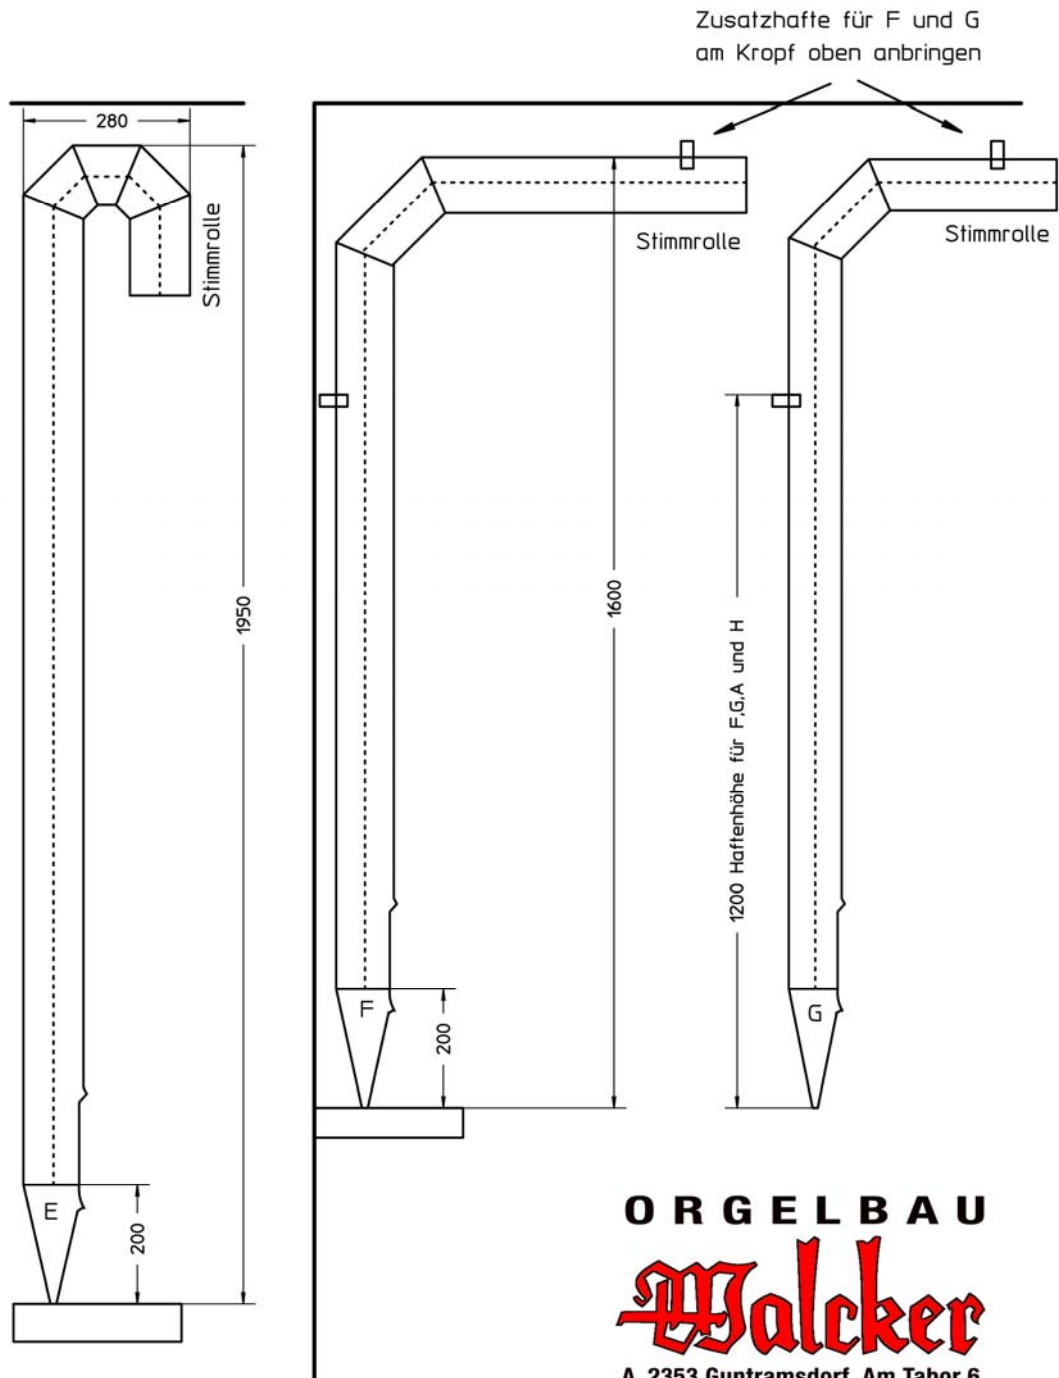 Zusatzhafte für F und G
am Kropf oben anbringen
280
Stimmrolle
Stimmrolle
Stimmrolle
1950
1600
1200 Haftenhöhe für F,G,A und H
F
G
200
E
200
ORGELBAU
Walcker
A 2353 Guntramsdorf, Am Tabor 6